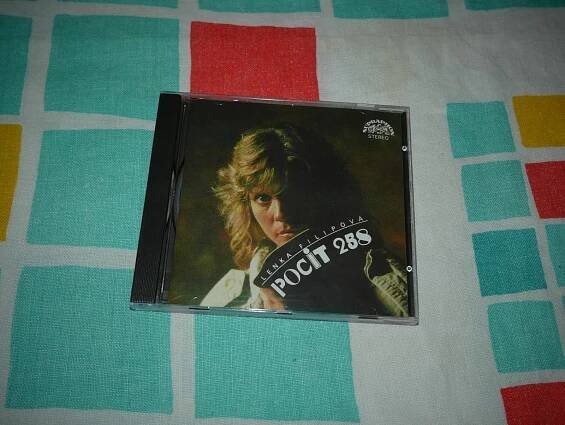 SUPRAPHON
STEREO
LENKA FILIPOVÁ
POCIT 258